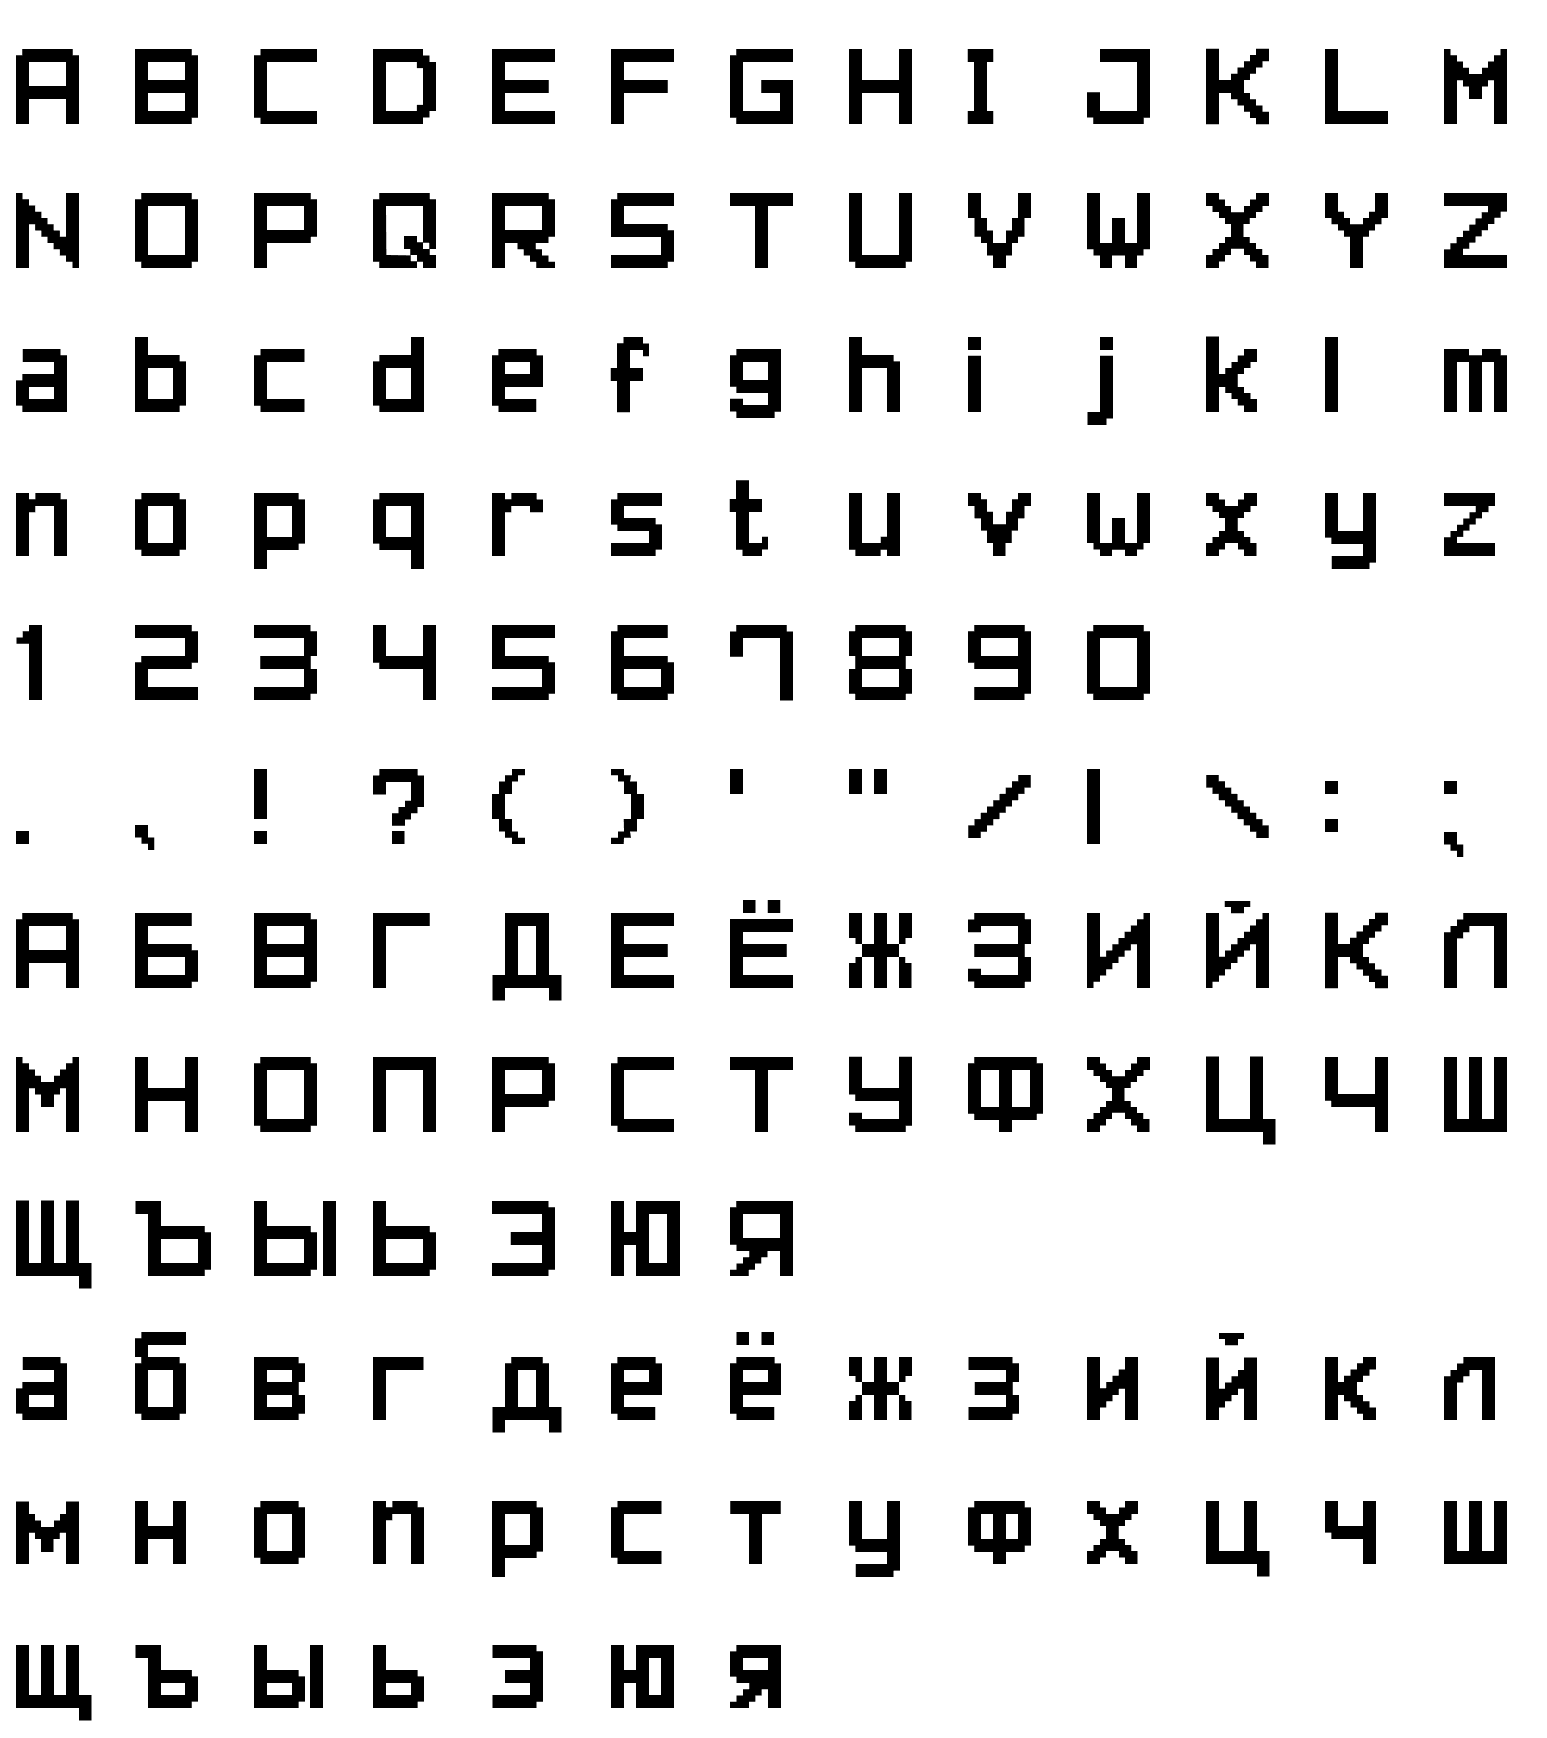 A B C D E F G H I J K L M
N O P Q R S T U V W X Y Z
a b c d e f g h i j k l m
n o p q r s t u v w x y z
1 2 3 4 5 6 7 8 9 0
. , ! ? ( ) ' " / | \ : ;
А Б В Г Д Е Ё Ж З И Й К Л
М Н О П Р С Т У Ф Х Ц Ч Ш
Щ Ъ Ы Ь Э Ю Я
а б в г д е ё ж з и й к л
м н о п р с т у ф х ц ч ш
щ ъ ы ь э ю я